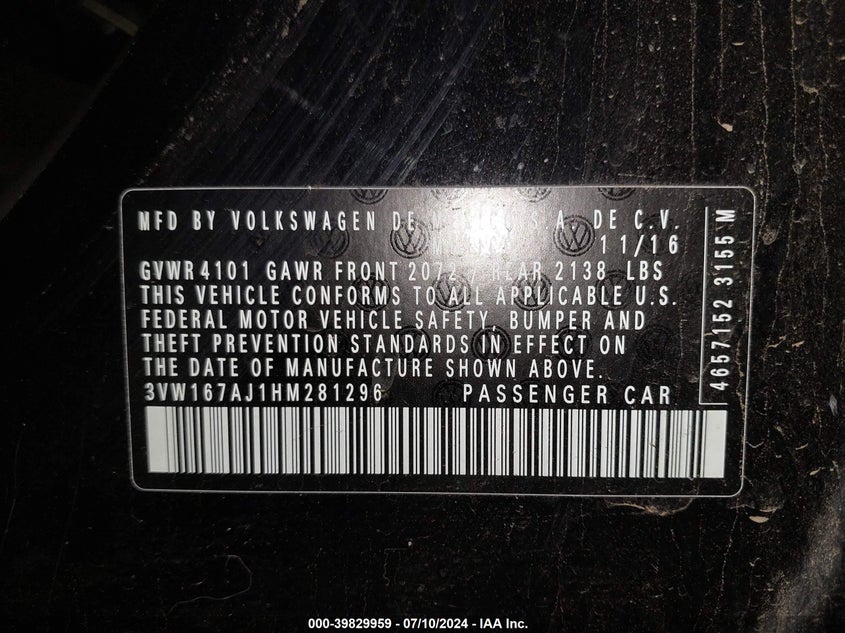 MFD BY VOLKSWAGEN DE S.A. DE C.V.
11/16
GVWR 4101 GAWR FRONT 2072 / REAR 2138 LBS
THIS VEHICLE CONFORMS TO ALL APPLICABLE U.S.
FEDERAL MOTOR VEHICLE SAFETY, BUMPER AND
THEFT PREVENTION STANDARDS IN EFFECT ON
THE DATE OF MANUFACTURE SHOWN ABOVE.
3VW167AJ1HM281296 PASSENGER CAR
4657152 3155 M
000-39829959 - 07/10/2024 - IAA Inc.